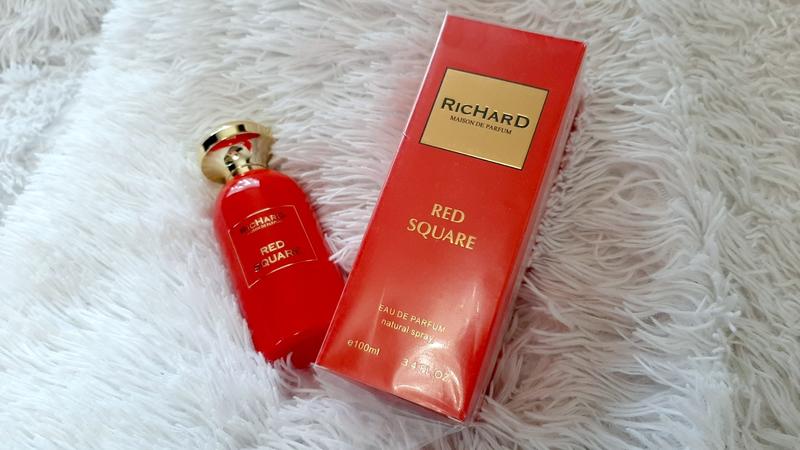 RICHARD
MAISON DE PARFUM
RED
SQUARE
RICHARD
MAISON DE PARFUM
RED
SQUARE
EAU DE PARFUM
natural spray
e100ml
3.4 FL.OZ